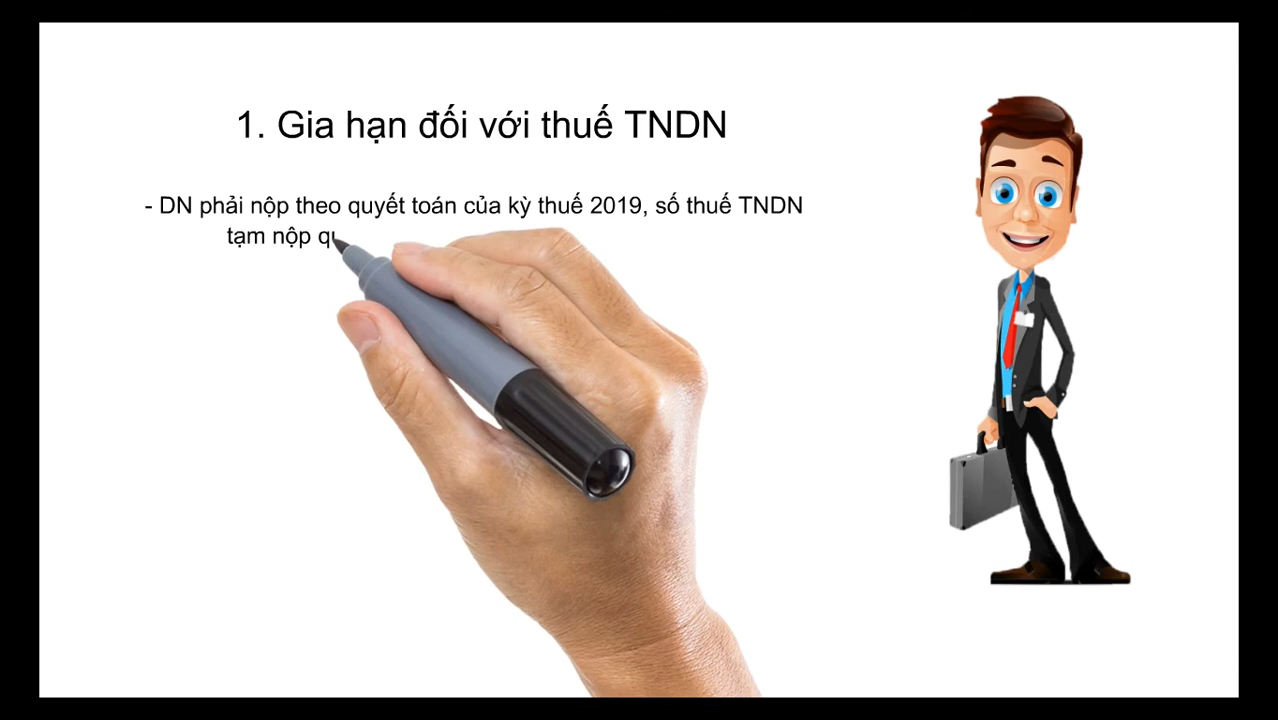 1. Gia hạn đối với thuế TNDN
- DN phải nộp theo quyết toán của kỳ thuế 2019, số thuế TNDN
tạm nộp